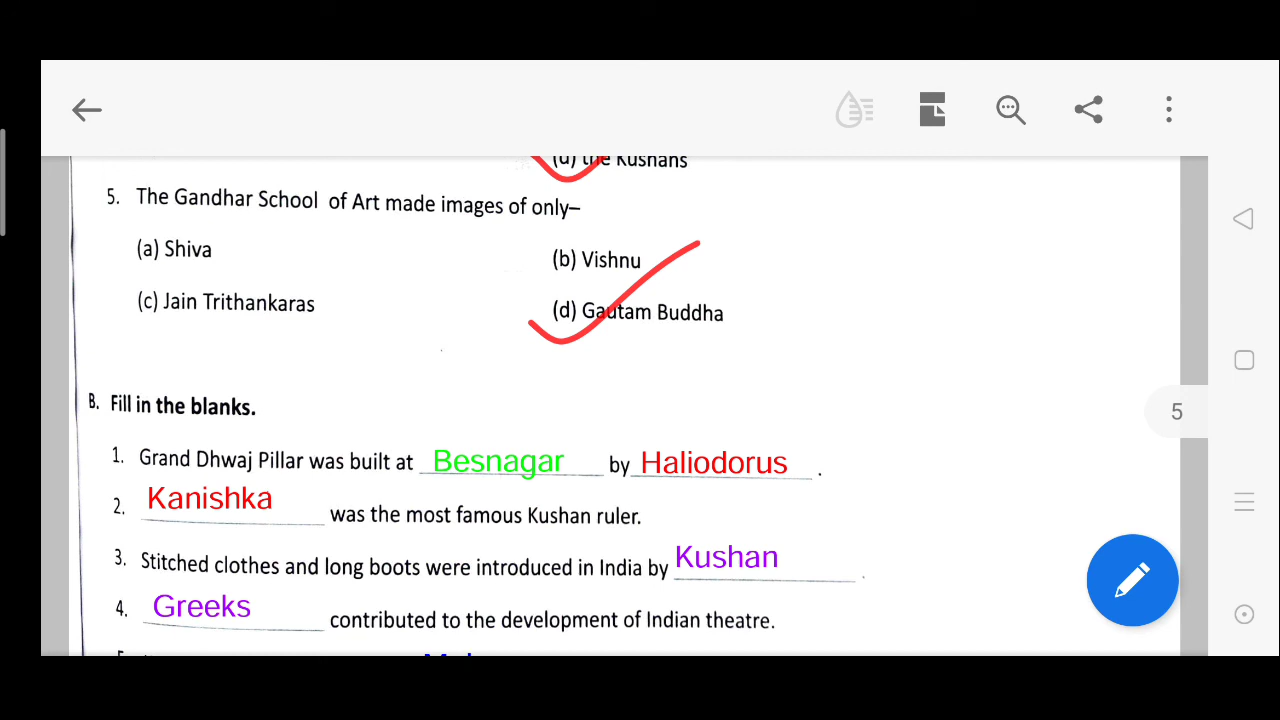 (d) the Kushans
5. The Gandhar School of Art made images of only–
(a) Shiva (b) Vishnu
(c) Jain Trithankaras (d) Gautam Buddha
B. Fill in the blanks.
5
1. Grand Dhwaj Pillar was built at Besnagar by Haliodorus .
2. Kanishka was the most famous Kushan ruler.
3. Stitched clothes and long boots were introduced in India by Kushan .
4. Greeks contributed to the development of Indian theatre.